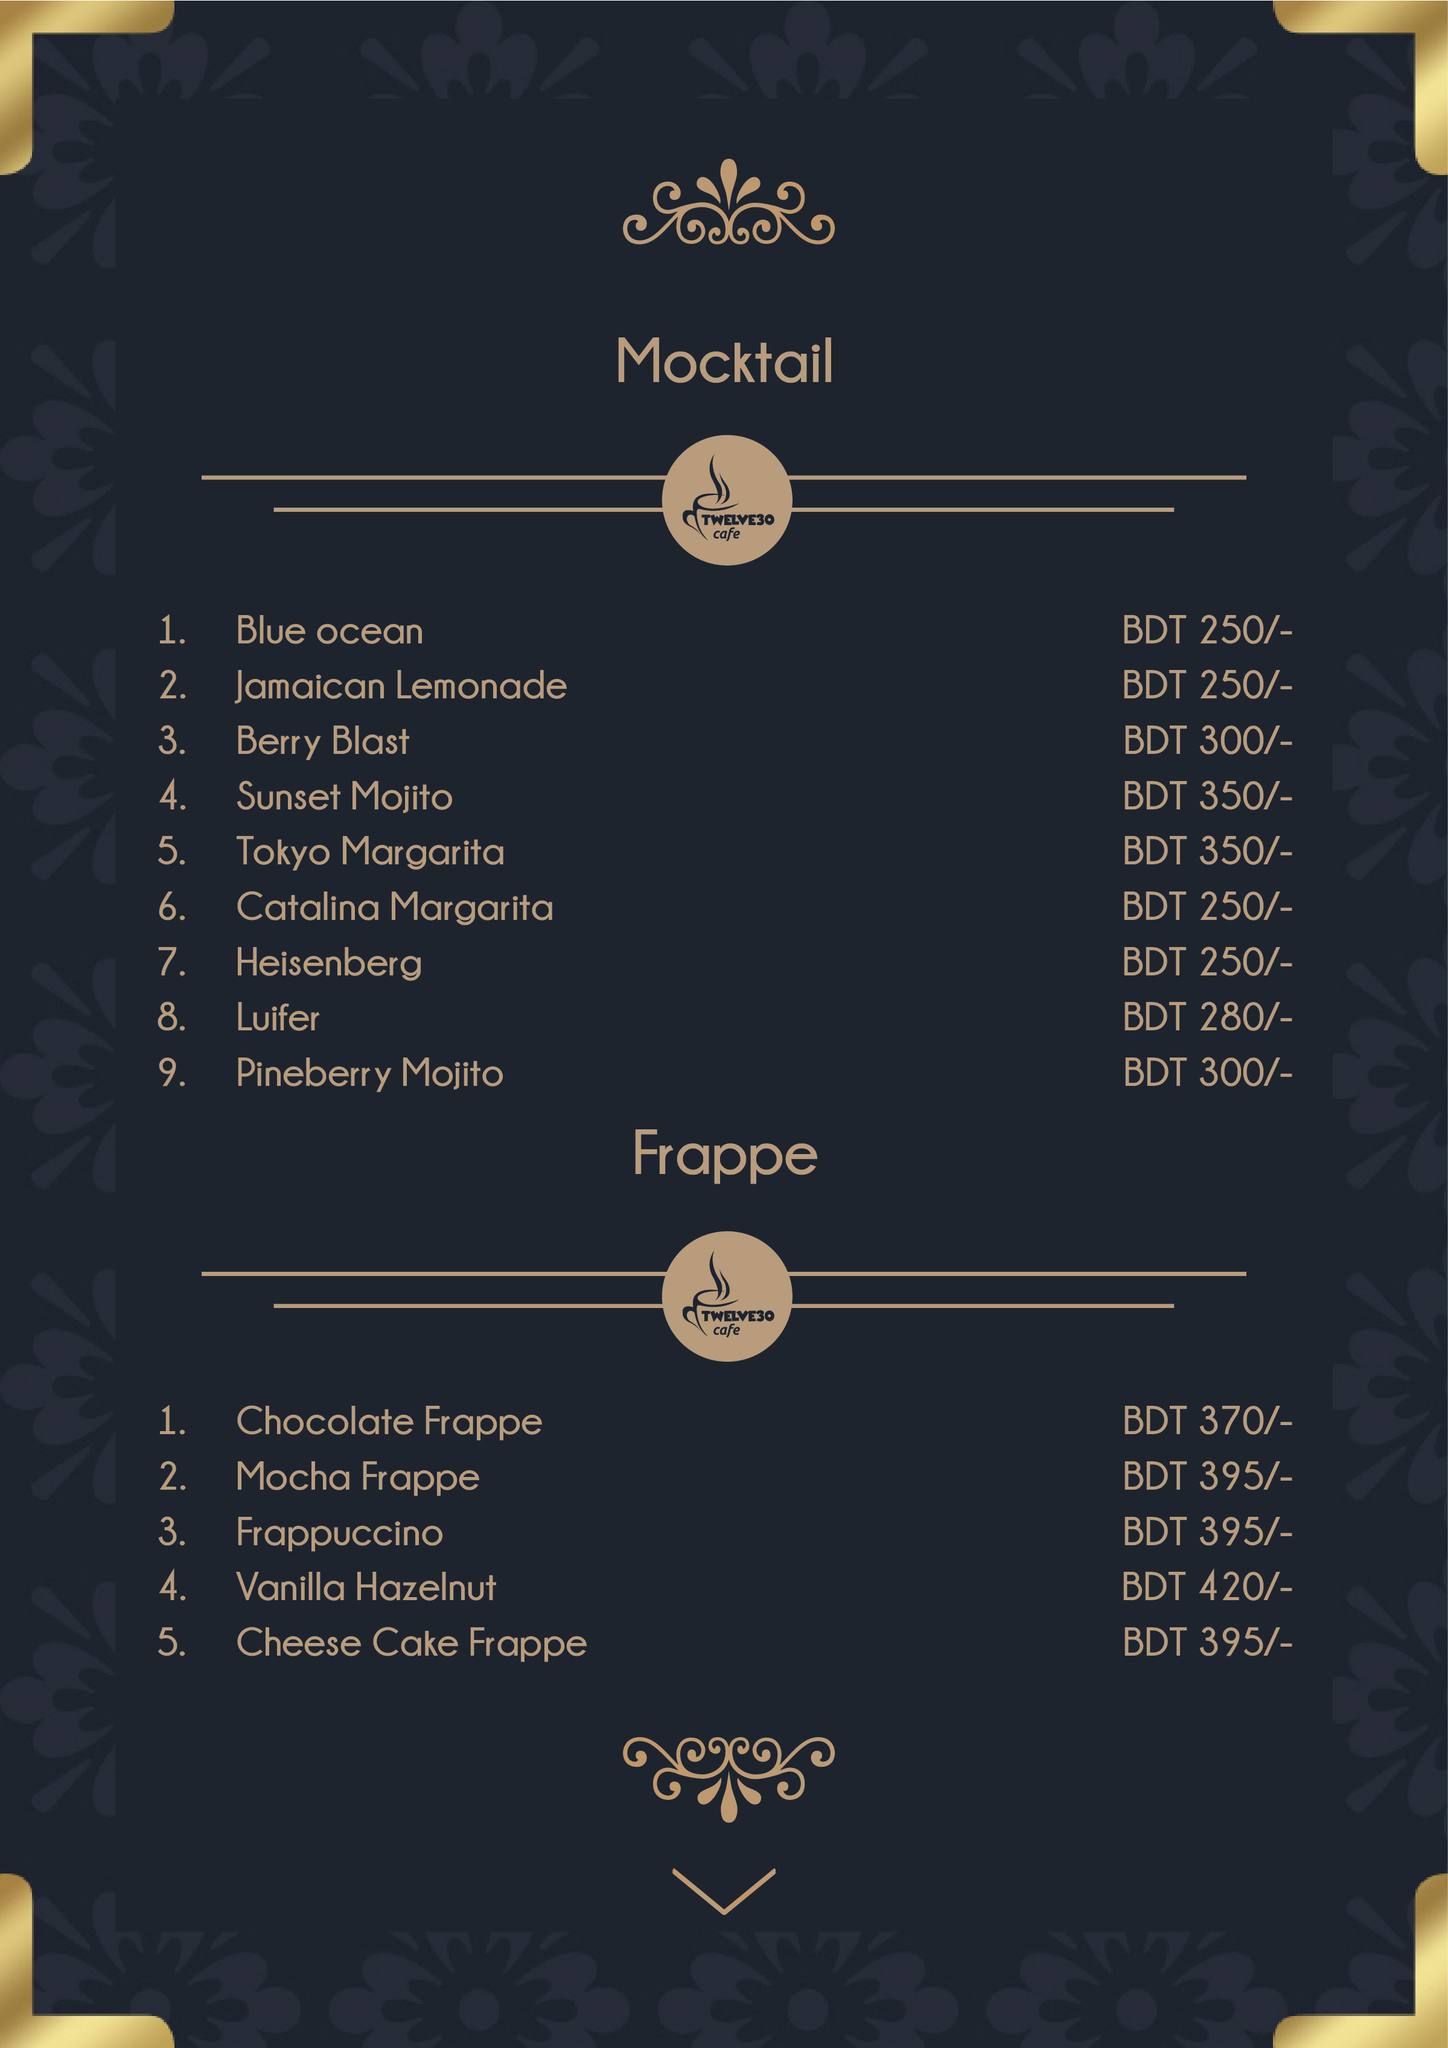 Mocktail
TWELVE30
cafe
1. Blue ocean BDT 250/-
2. Jamaican Lemonade BDT 250/-
3. Berry Blast BDT 300/-
4. Sunset Mojito BDT 350/-
5. Tokyo Margarita BDT 350/-
6. Catalina Margarita BDT 250/-
7. Heisenberg BDT 250/-
8. Luifer BDT 280/-
9. Pineberry Mojito BDT 300/-
Frappe
TWELVE30
cafe
1. Chocolate Frappe BDT 370/-
2. Mocha Frappe BDT 395/-
3. Frappuccino BDT 395/-
4. Vanilla Hazelnut BDT 420/-
5. Cheese Cake Frappe BDT 395/-